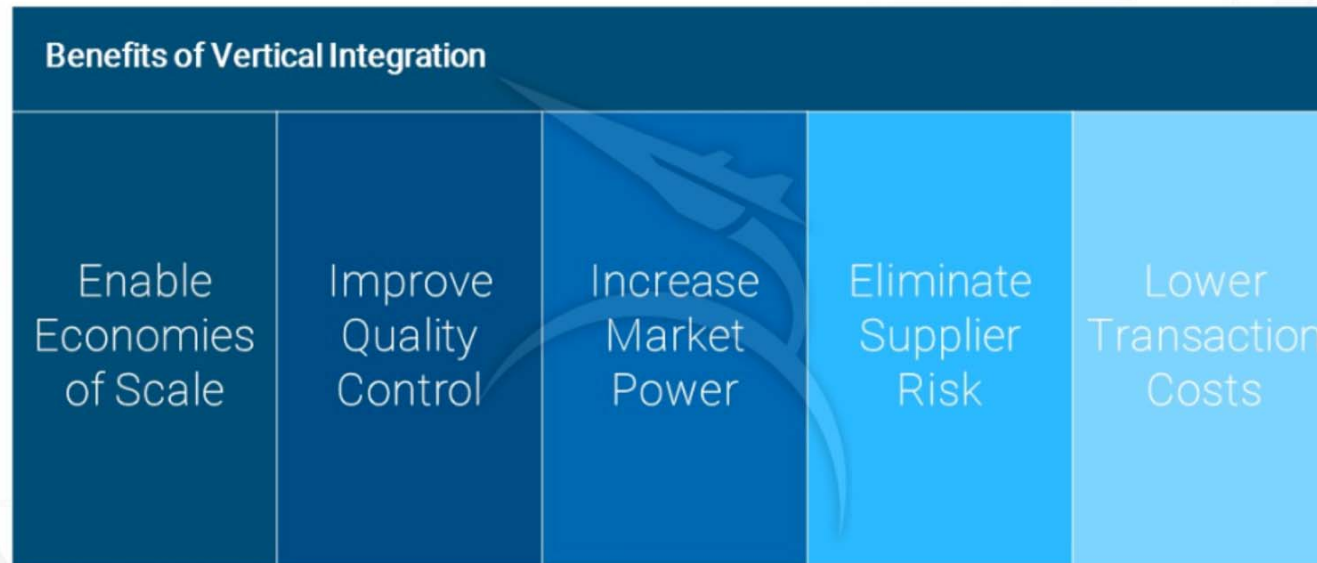 Benefits of Vertical Integration
Enable
Economies
of Scale
Improve
Quality
Control
Increase
Market
Power
Eliminate
Supplier
Risk
Lower
Transaction
Costs